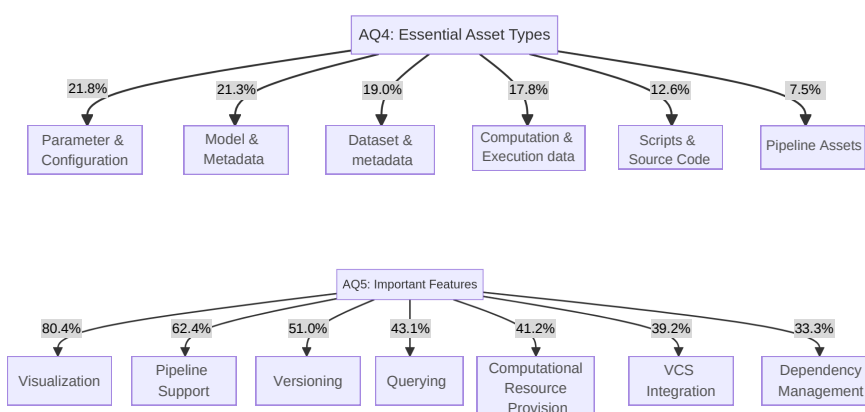 AQ4: Essential Asset Types
21.8%
21.3%
19.0%
17.8%
12.6%
7.5%
Parameter &
Configuration
Model &
Metadata
Dataset &
metadata
Computation &
Execution data
Scripts &
Source Code
Pipeline Assets
AQ5: Important Features
80.4%
62.4%
51.0%
43.1%
41.2%
39.2%
33.3%
Visualization
Pipeline
Support
Versioning
Querying
Computational
Resource
Provision
VCS
Integration
Dependency
Management